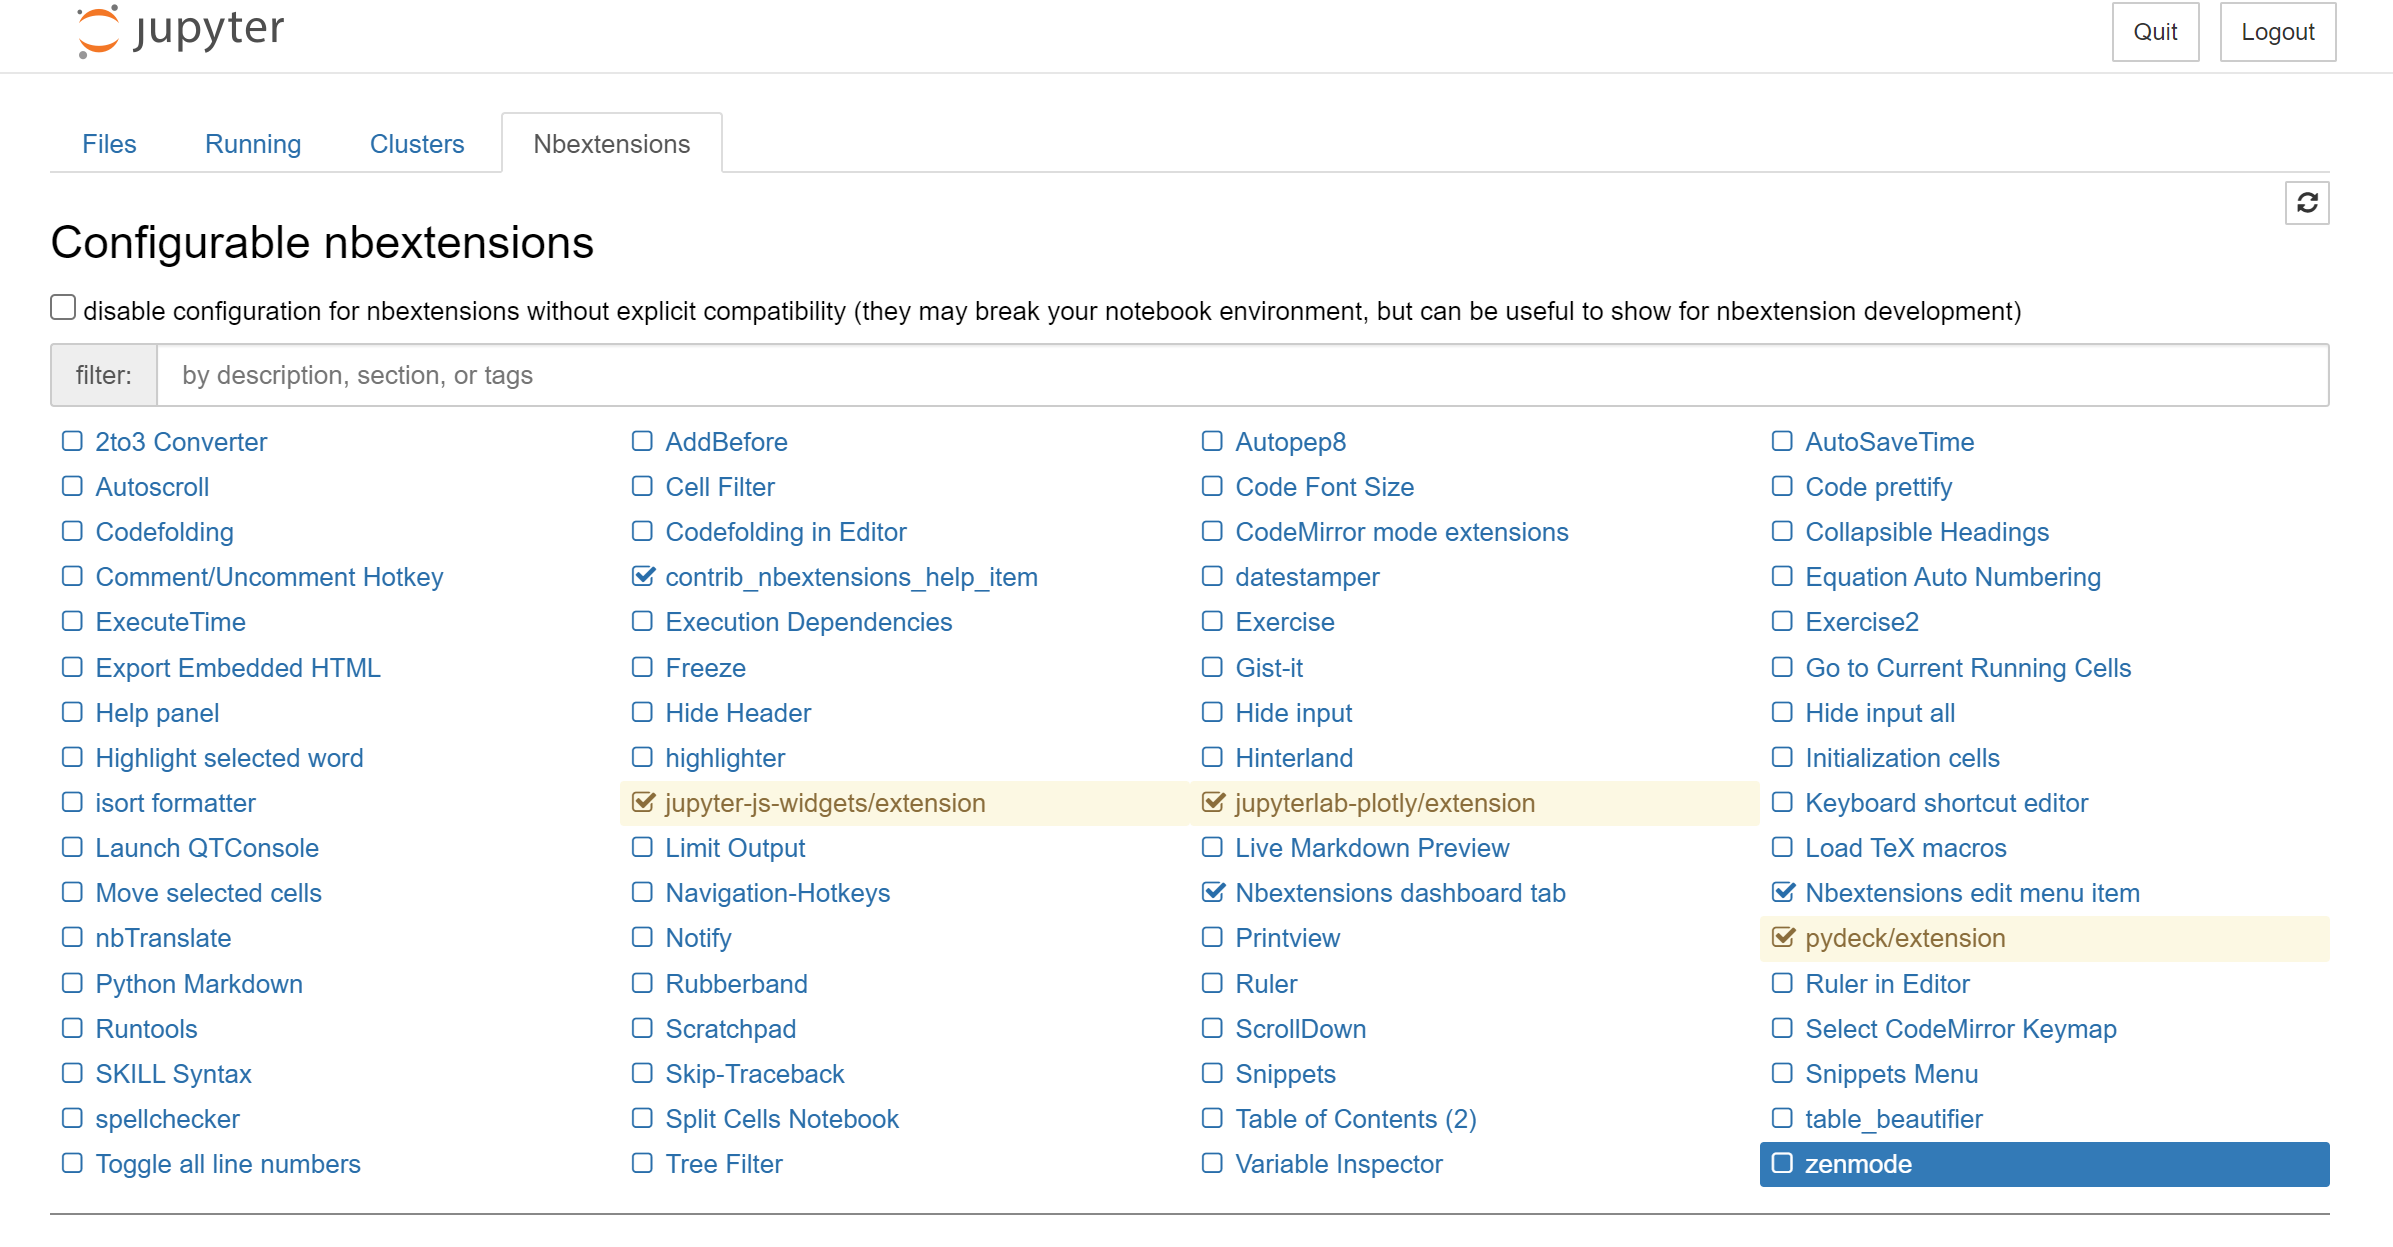 jupyter
Quit Logout
Files Running Clusters Nbextensions
Configurable nbextensions
disable configuration for nbextensions without explicit compatibility (they may break your notebook environment, but can be useful to show for nbextension development)
filter: by description, section, or tags
2to3 Converter AddBefore Autopep8 AutoSaveTime
Autoscroll Cell Filter Code Font Size Code prettify
Codefolding Codefolding in Editor CodeMirror mode extensions Collapsible Headings
Comment/Uncomment Hotkey contrib_nbextensions_help_item datestamper Equation Auto Numbering
ExecuteTime Execution Dependencies Exercise Exercise2
Export Embedded HTML Freeze Gist-it Go to Current Running Cells
Help panel Hide Header Hide input Hide input all
Highlight selected word highlighter Hinterland Initialization cells
isort formatter jupyter-js-widgets/extension jupyterlab-plotly/extension Keyboard shortcut editor
Launch QTConsole Limit Output Live Markdown Preview Load TeX macros
Move selected cells Navigation-Hotkeys Nbextensions dashboard tab Nbextensions edit menu item
nbTranslate Notify Printview pydeck/extension
Python Markdown Rubberband Ruler Ruler in Editor
Runtools Scratchpad ScrollDown Select CodeMirror Keymap
SKILL Syntax Skip-Traceback Snippets Snippets Menu
spellchecker Split Cells Notebook Table of Contents (2) table_beautifier
Toggle all line numbers Tree Filter Variable Inspector zenmode